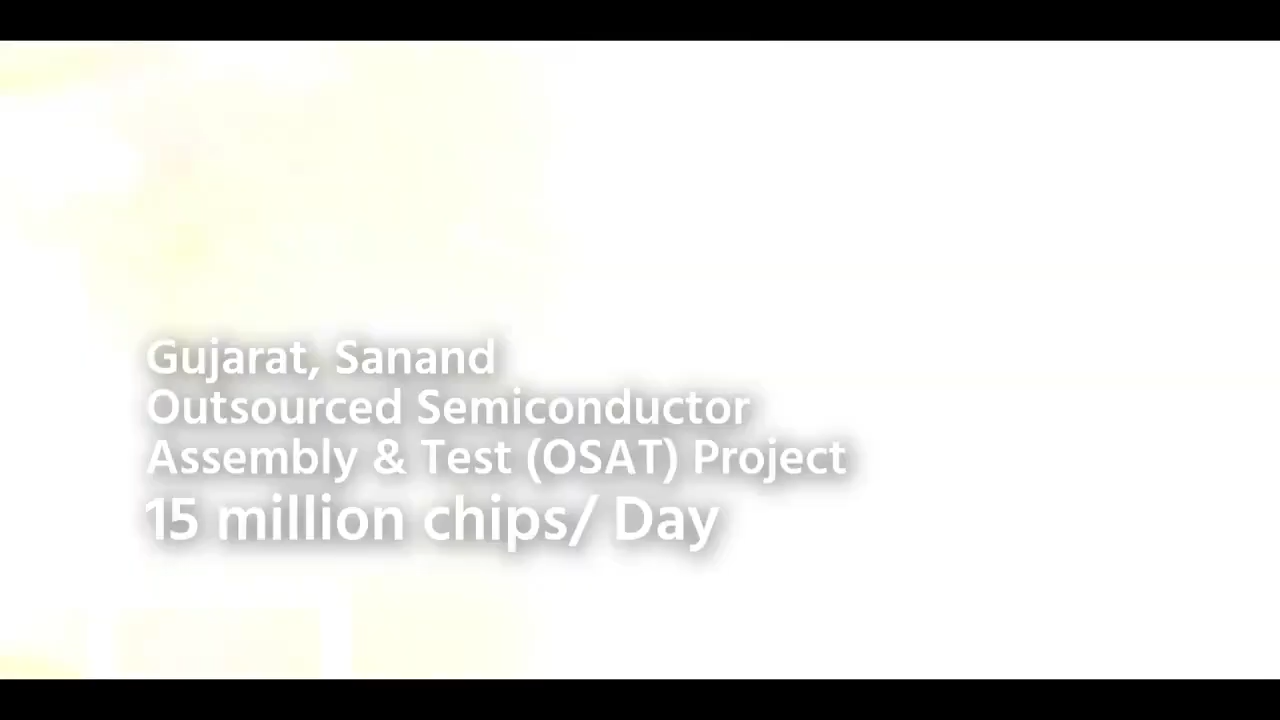 Gujarat, Sanand
Outsourced Semiconductor
Assembly & Test (OSAT) Project
15 million chips/ Day